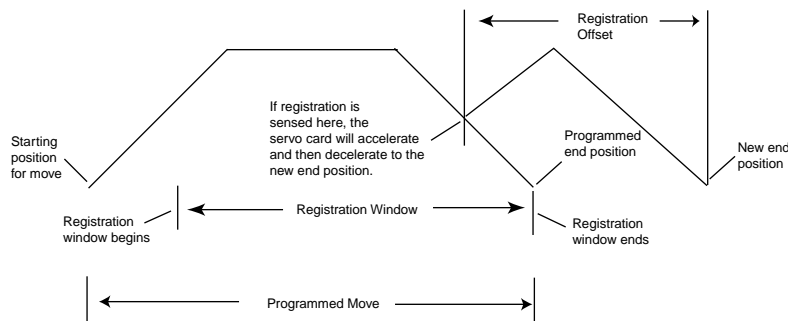 Registration
Offset
If registration is
sensed here, the
servo card will accelerate
and then decelerate to the
new end position.
Starting
position
for move
Programmed
end position
New end
position
Registration
window begins
Registration Window
Registration
window ends
Programmed Move